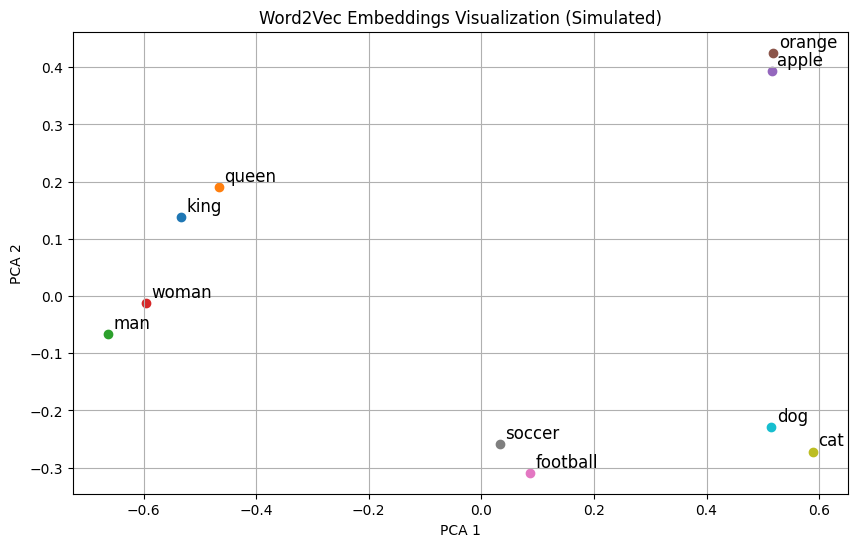 Word2Vec Embeddings Visualization (Simulated)
orange
apple
queen
king
woman
man
dog
soccer
cat
football
0.4
0.3
0.2
0.1
0.0
−0.1
−0.2
−0.3
PCA 2
−0.6
−0.4
−0.2
0.0
0.2
0.4
0.6
PCA 1